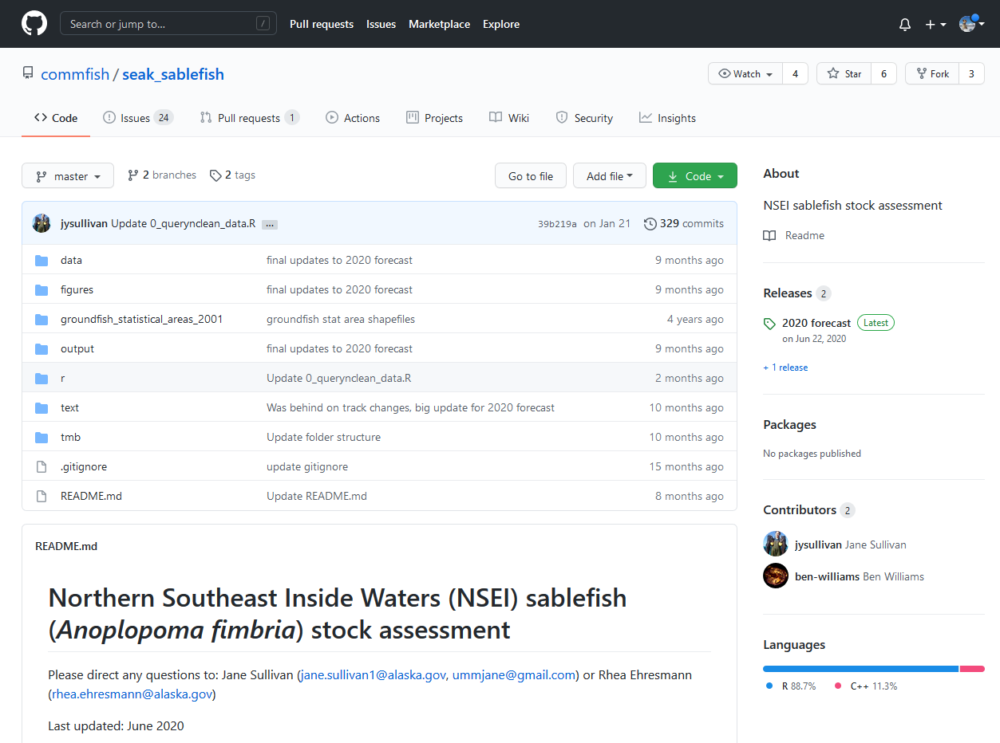 Search or jump to... / Pull requests Issues Marketplace Explore
commfish / seak_sablefish Watch 4 Star 6 Fork 3
Code Issues 24 Pull requests 1 Actions Projects Wiki Security Insights
master 2 branches 2 tags Go to file Add file Code
jysullivan Update 0_querynclean_data.R ... 39b219a on Jan 21 329 commits
data final updates to 2020 forecast 9 months ago
figures final updates to 2020 forecast 9 months ago
groundfish_statistical_areas_2001 groundfish stat area shapefiles 4 years ago
output final updates to 2020 forecast 9 months ago
r Update 0_querynclean_data.R 2 months ago
text Was behind on track changes, big update for 2020 forecast 10 months ago
tmb Update folder structure 10 months ago
.gitignore update gitignore 15 months ago
README.md Update README.md 8 months ago
README.md
Northern Southeast Inside Waters (NSEI) sablefish
(Anoplopoma fimbria) stock assessment
Please direct any questions to: Jane Sullivan (jane.sullivan1@alaska.gov, ummjane@gmail.com) or Rhea Ehresmann
(rhea.ehresmann@alaska.gov)
Last updated: June 2020
About
NSEI sablefish stock assessment
Readme
Releases 2
2020 forecast Latest
on Jun 22, 2020
+ 1 release
Packages
No packages published
Contributors 2
jysullivan Jane Sullivan
ben-williams Ben Williams
Languages
R 88.7% C++ 11.3%